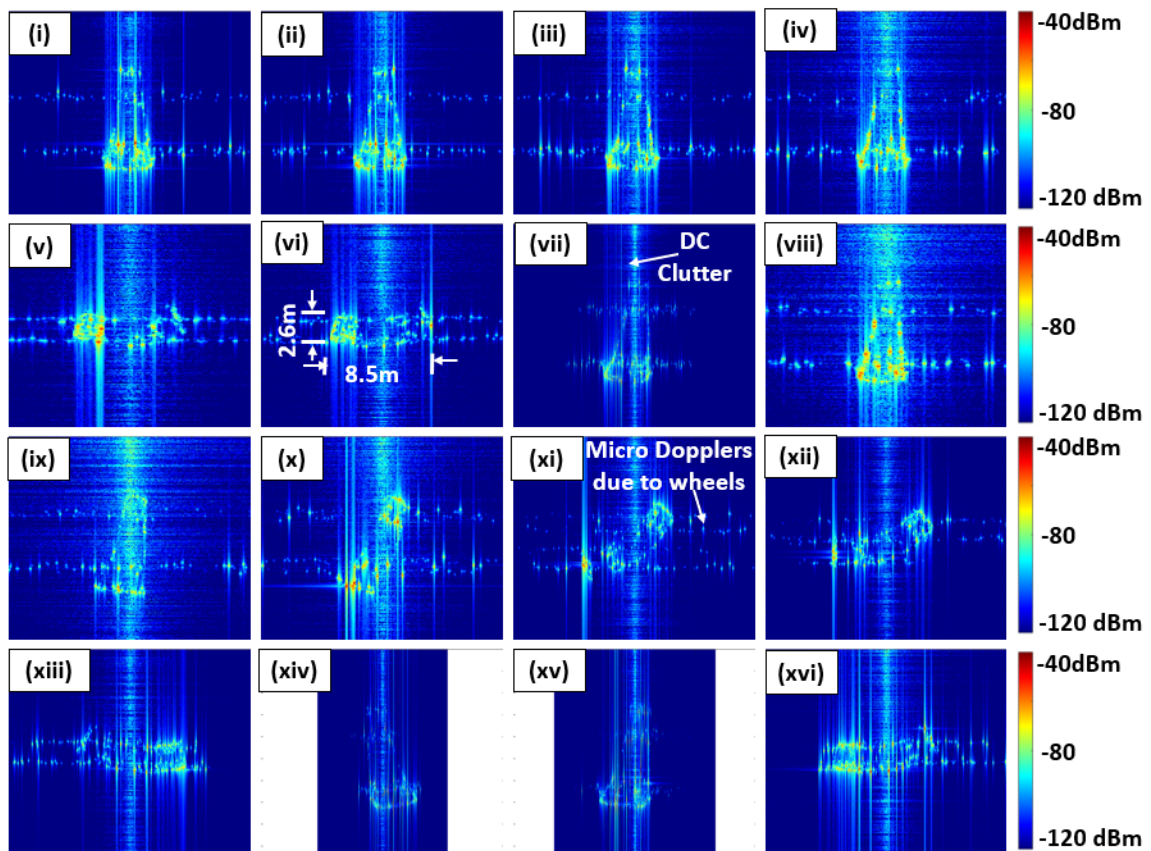 (i)
(ii)
(iii)
(iv)
-40dBm
-80
-120 dBm
(v)
(vi)
2.6m
8.5m
(vii)
DC
Clutter
(viii)
-40dBm
-80
-120 dBm
(ix)
(x)
(xi)
Micro Dopplers
due to wheels
(xii)
-40dBm
-80
-120 dBm
(xiii)
(xiv)
(xv)
(xvi)
-40dBm
-80
-120 dBm